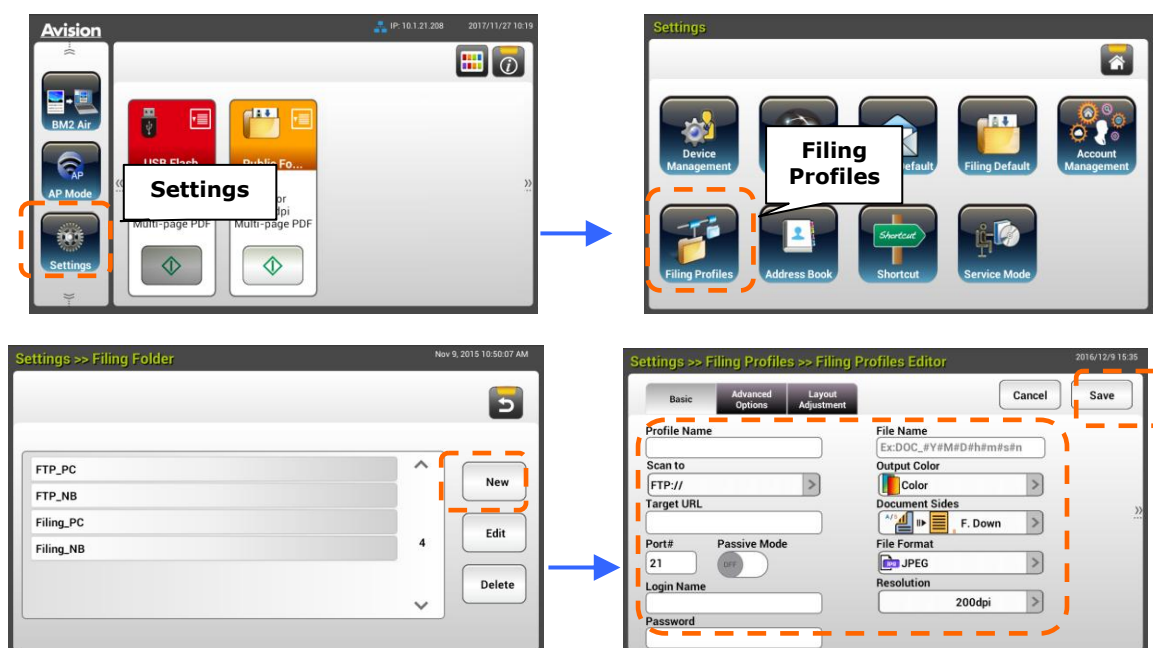 Avision
IP: 10.1.21.208 2017/11/27 10:19
BM2 Air
AP Mode
Settings
USB Flash
Public Fo...
Settings
Multi-page PDF
Multi-page PDF
Settings
Device
Management
Filing Default
Account
Management
Filing
Profiles
Filing Profiles
Address Book
Shortcut
Shortcut
Service Mode
Settings >> Filing Folder
Nov 9, 2015 10:50:07 AM
FTP_PC
FTP_NB
Filing_PC
Filing_NB
4
New
Edit
Delete
Settings >> Filing Profiles >> Filing Profiles Editor
2016/12/9 15:35
Basic
Advanced
Options
Layout
Adjustment
Cancel
Save
Profile Name
Scan to
FTP://
Target URL
Port# Passive Mode
21 OFF
Login Name
Password
File Name
Ex:DOC_#Y#M#D#h#m#s#n
Output Color
Color
Document Sides
F. Down
File Format
JPEG
Resolution
200dpi